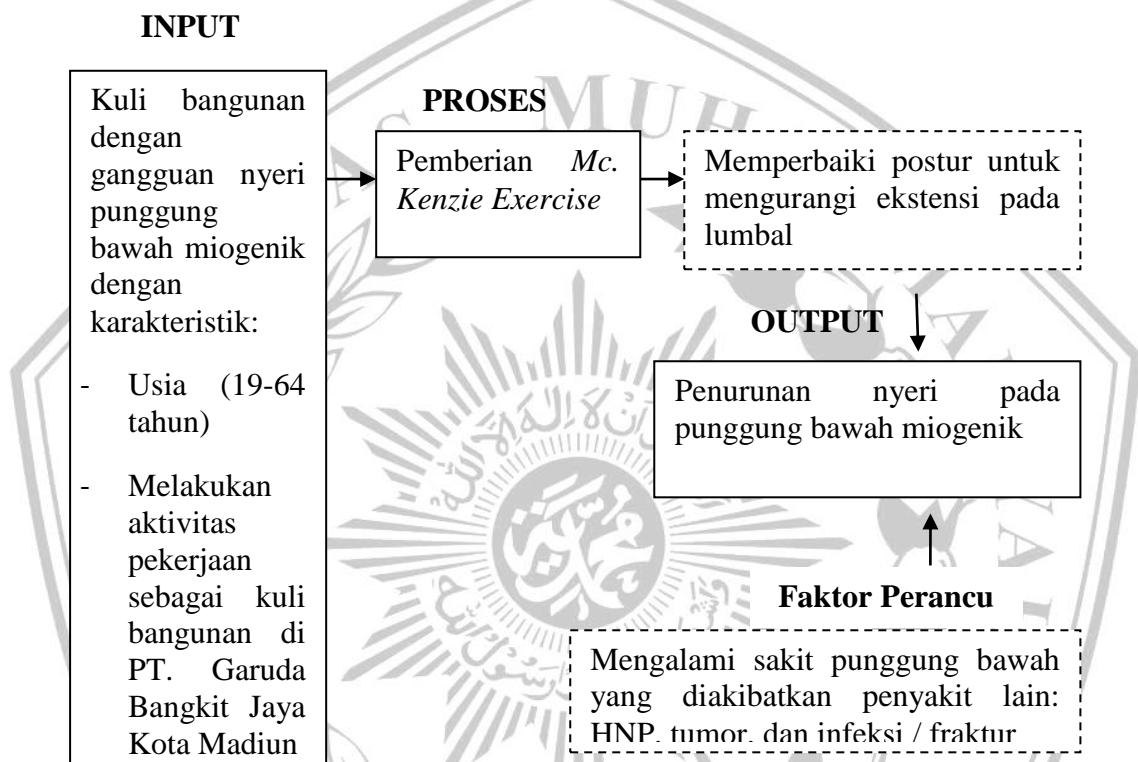 INPUT
Kuli bangunan
dengan
gangguan nyeri
punggung
bawah miogenik
dengan
karakteristik:
- Usia (19-64
tahun)
- Melakukan
aktivitas
pekerjaan
sebagai kuli
bangunan di
PT. Garuda
Bangkit Jaya
Kota Madiun
PROSES
Pemberian Mc.
Kenzie Exercise
Memperbaiki postur untuk
mengurangi ekstensi pada
lumbal
OUTPUT
Penurunan nyeri pada
punggung bawah miogenik
Faktor Perancu
Mengalami sakit punggung bawah
yang diakibatkan penyakit lain:
HNP, tumor, dan infeksi / fraktur
MUH